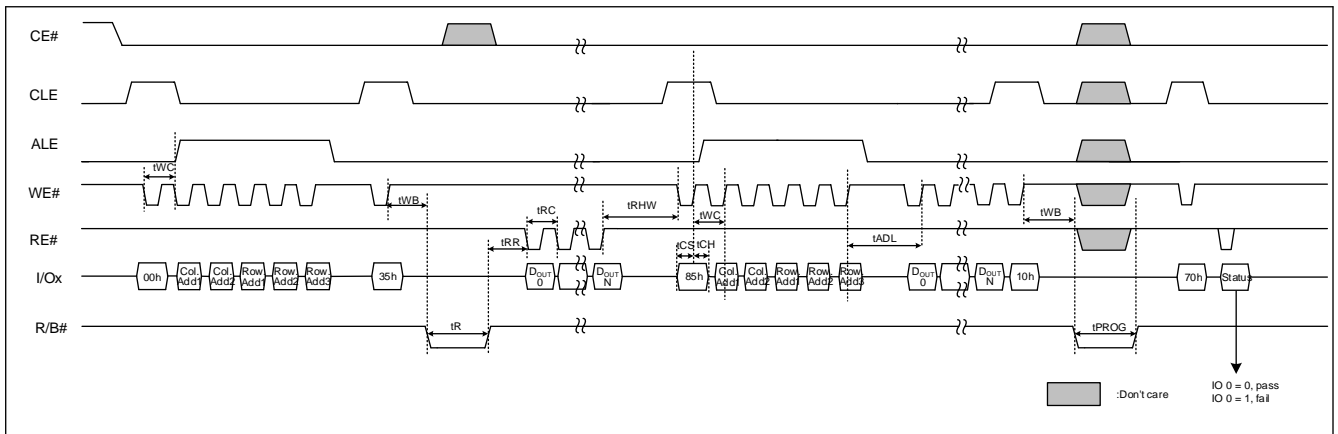 CE#
CLE
ALE
tWC
WE#
tWB
tRC
tRHW
tWC
tWB
RE#
tRR
tCS
tCH
tADL
I/Ox
00h
Col. Add1
Col. Add2
Row. Add1
Row. Add2
Row. Add3
35h
DOUT 0
DOUT N
85h
Col. Add1
Col. Add2
Row. Add1
Row. Add2
Row. Add3
DOUT 0
DOUT N
10h
70h
Status
R/B#
tR
tPROG
:Don't care
IO 0 = 0, pass
IO 0 = 1, fail